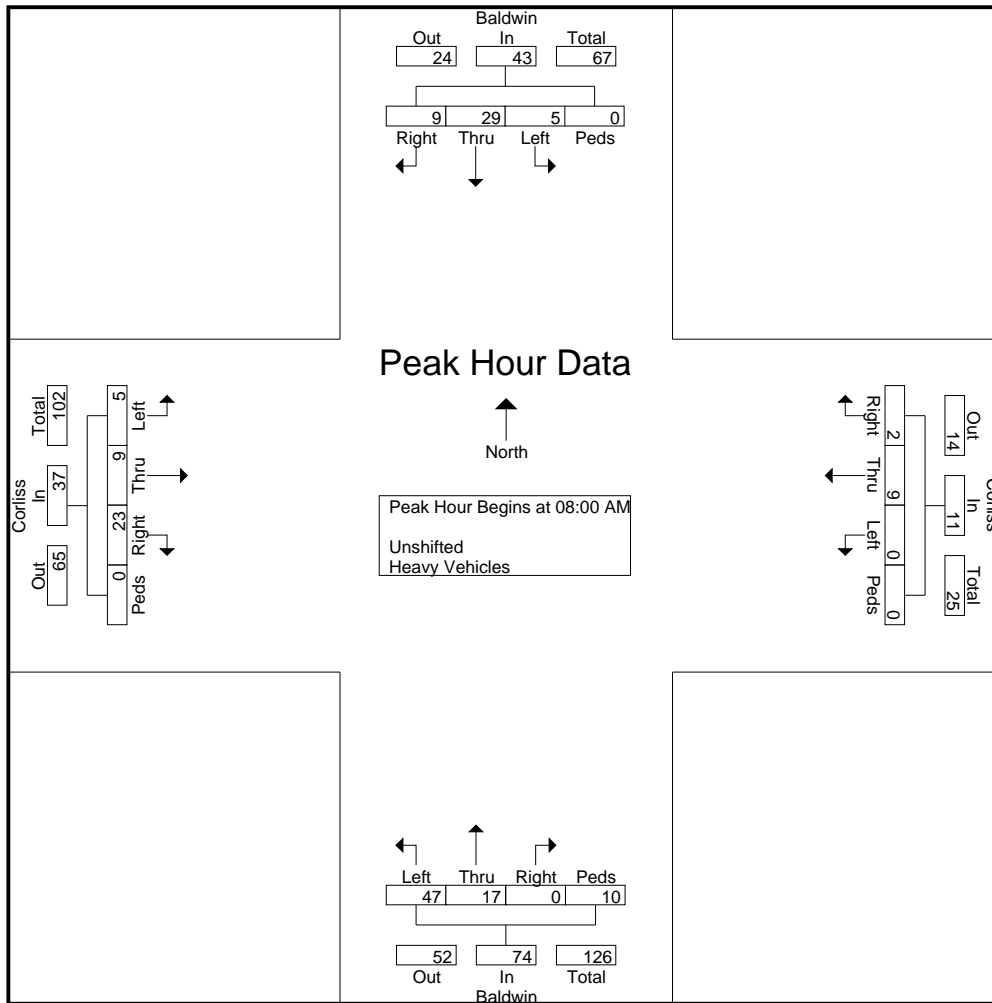 Baldwin
Out In Total
24 43 67
9 29 5 0
Right Thru Left Peds
Peak Hour Data
North
Peak Hour Begins at 08:00 AM
Unshifted
Heavy Vehicles
Corliss
Total In Out
102 37 65
5 9 23 0
Left Thru Right Peds
Corliss
Out In Total
14 11 25
2 9 0 0
Right Thru Left Peds
Left Thru Right Peds
47 17 0 10
52 74 126
Out In Total
Baldwin